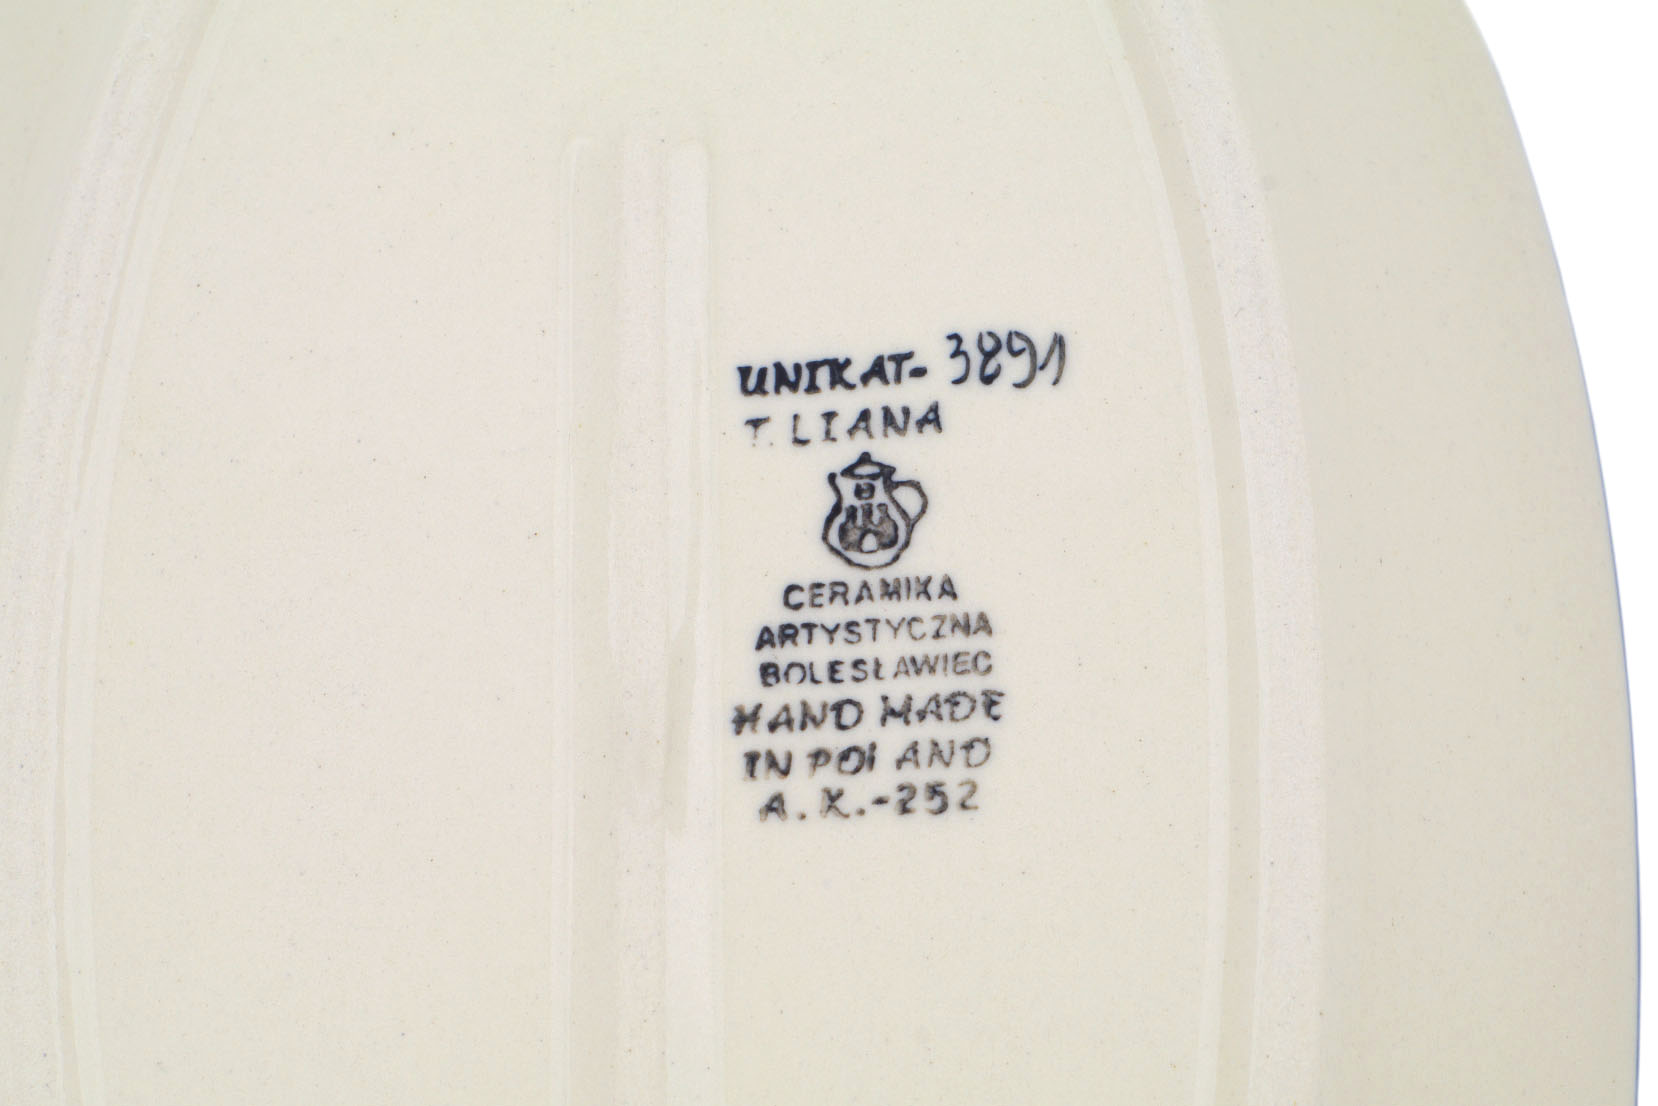 UNIKAT- 3891
T. LIANA
CERAMIKA
ARTYSTYCZNA
BOLESŁAWIEC
HAND MADE
IN POLAND
A. K.-252